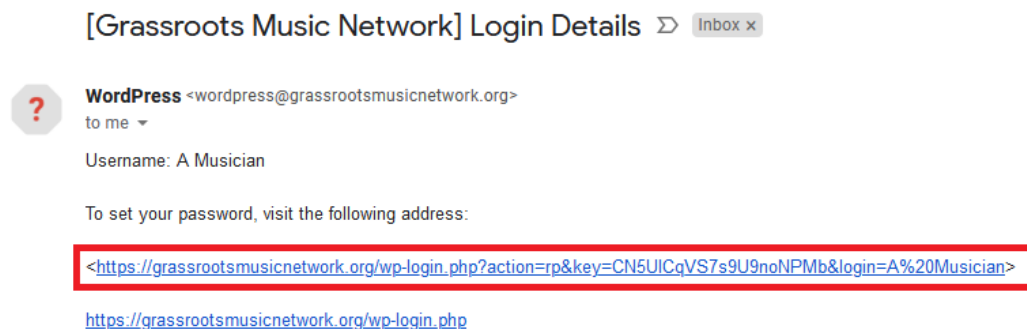 [Grassroots Music Network] Login Details Inbox x
?
WordPress <wordpress@grassrootsmusicnetwork.org>
to me
Username: A Musician
To set your password, visit the following address:
<https://grassrootsmusicnetwork.org/wp-login.php?action=rp&key=CN5UlCqVS7s9U9noNPMb&login=A%20Musician>
https://grassrootsmusicnetwork.org/wp-login.php